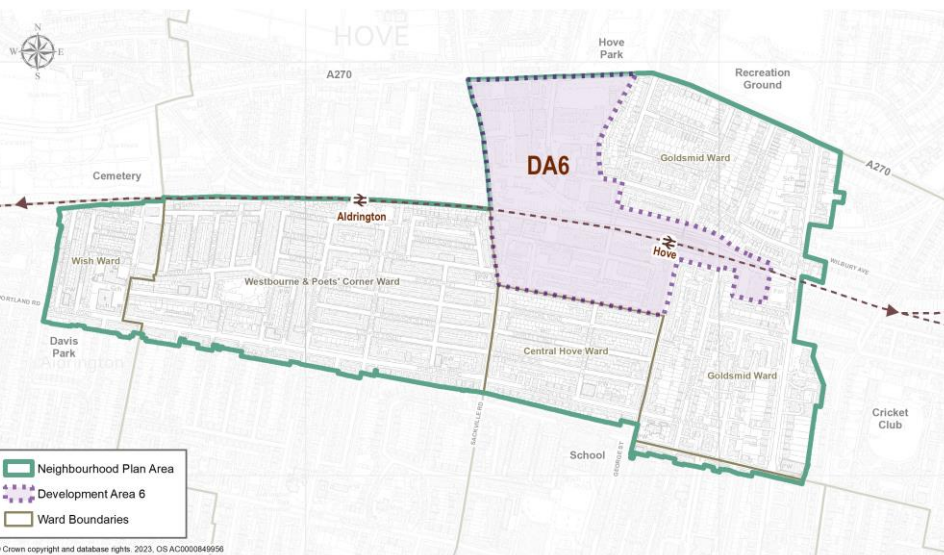 HOVE
N
W
E
S
Hove
Park
A270
Recreation
Ground
DA6
Goldsmid Ward
A270
Cemetery
Aldrington
Hove
Wish Ward
WILBURY AVE
Westbourne & Poets' Corner Ward
PORTLAND RD
Davis
Park
Aldrington
Central Hove Ward
Goldsmid Ward
SACKVILLE RD
Cricket
Club
School
GEORGE ST
Neighbourhood Plan Area
Development Area 6
Ward Boundaries
© Crown copyright and database rights. 2023, OS AC0000849956